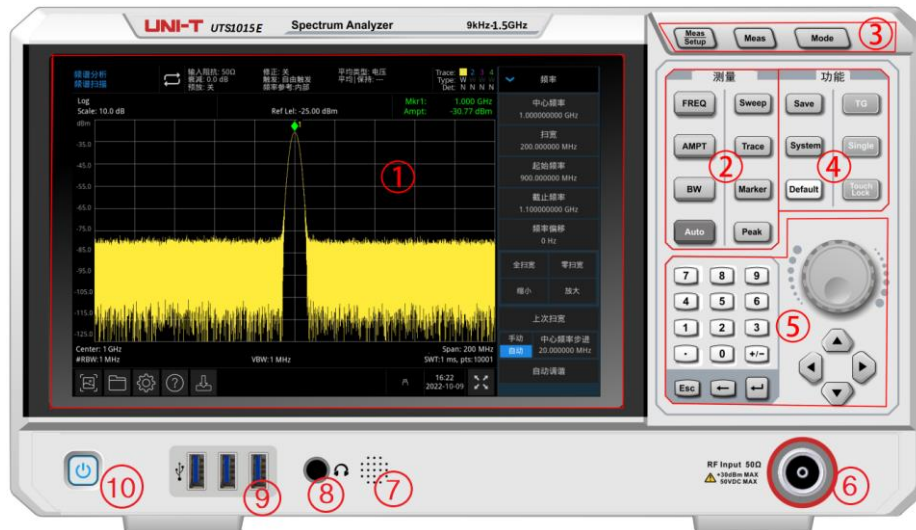 UNI-T UTS1015E Spectrum Analyzer 9kHz-1.5GHz
Meas Setup
Meas
Mode
③
频谱分析
频谱扫描
输入阻抗: 50Ω
衰减: 0.0 dB
预放: 关
修正: 关
触发: 自由触发
频率参考:内部
平均类型: 电压
平均|保持: ---
Trace: 1 2 3 4
Type: W
Det: N N N N
Log
Scale: 10.0 dB
Ref Lel: -25.00 dBm
Mkr1: 1.000 GHz
Ampt: -30.77 dBm
dBm
-35.0
-45.0
-55.0
-65.0
-75.0
-85.0
-95.0
-105.0
-115.0
-125.0
1
①
Center: 1 GHz
#RBW:1 MHz
VBW:1 MHz
Span: 200 MHz
SWT:1 ms, pts:10001
16:22
2022-10-09
频率
中心频率
1.00000000 GHz
扫宽
200.000000 MHz
起始频率
900.000000 MHz
截止频率
1.10000000 GHz
频率偏移
0 Hz
全扫宽
零扫宽
缩小
放大
上次扫宽
手动
自动
中心频率步进
20.000000 MHz
自动调谐
测量
FREQ
Sweep
AMPT
Trace
②
BW
Marker
Auto
Peak
功能
Save
TG
System
Single
④
Default
Touch Lock
7 8 9
4 5 6
1 2 3
. 0 +/-
Esc
⑤
⑩
⑨
⑧
⑦
RF Input 50Ω
+30dBm MAX
50VDC MAX
⑥